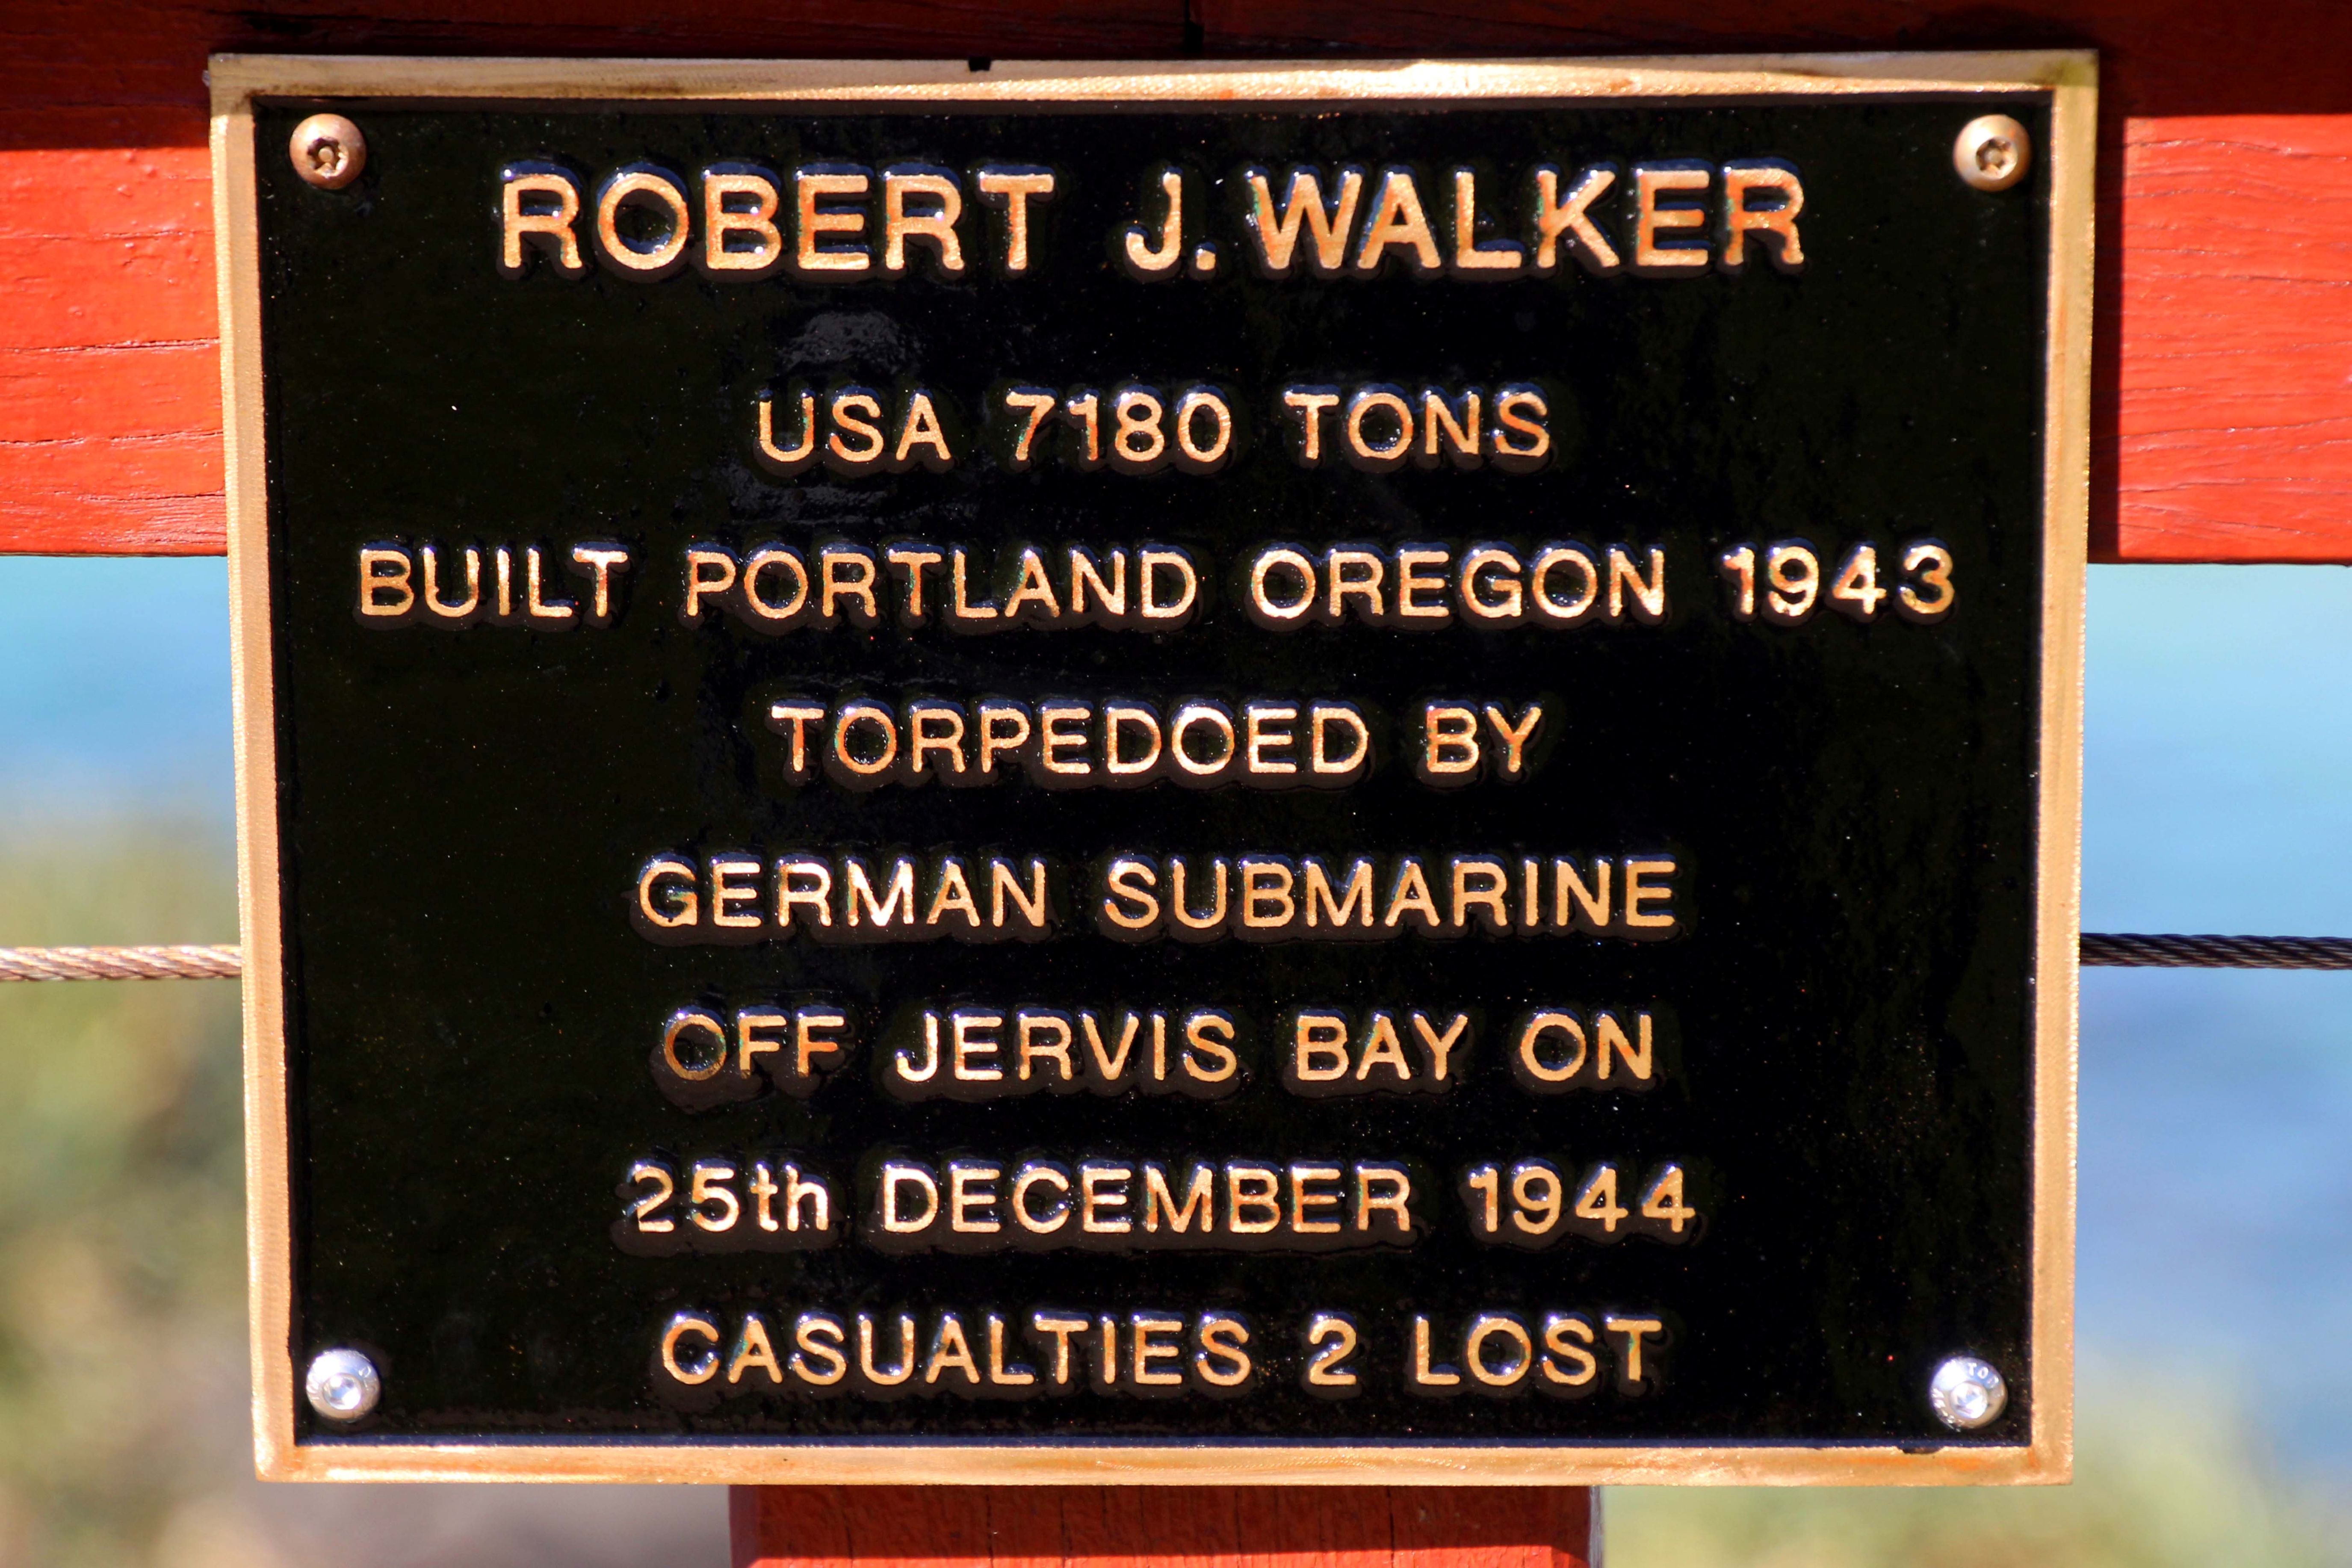 ROBERT J. WALKER
USA 7180 TONS
BUILT PORTLAND OREGON 1943
TORPEDOED BY
GERMAN SUBMARINE
OFF JERVIS BAY ON
25th DECEMBER 1944
CASUALTIES 2 LOST